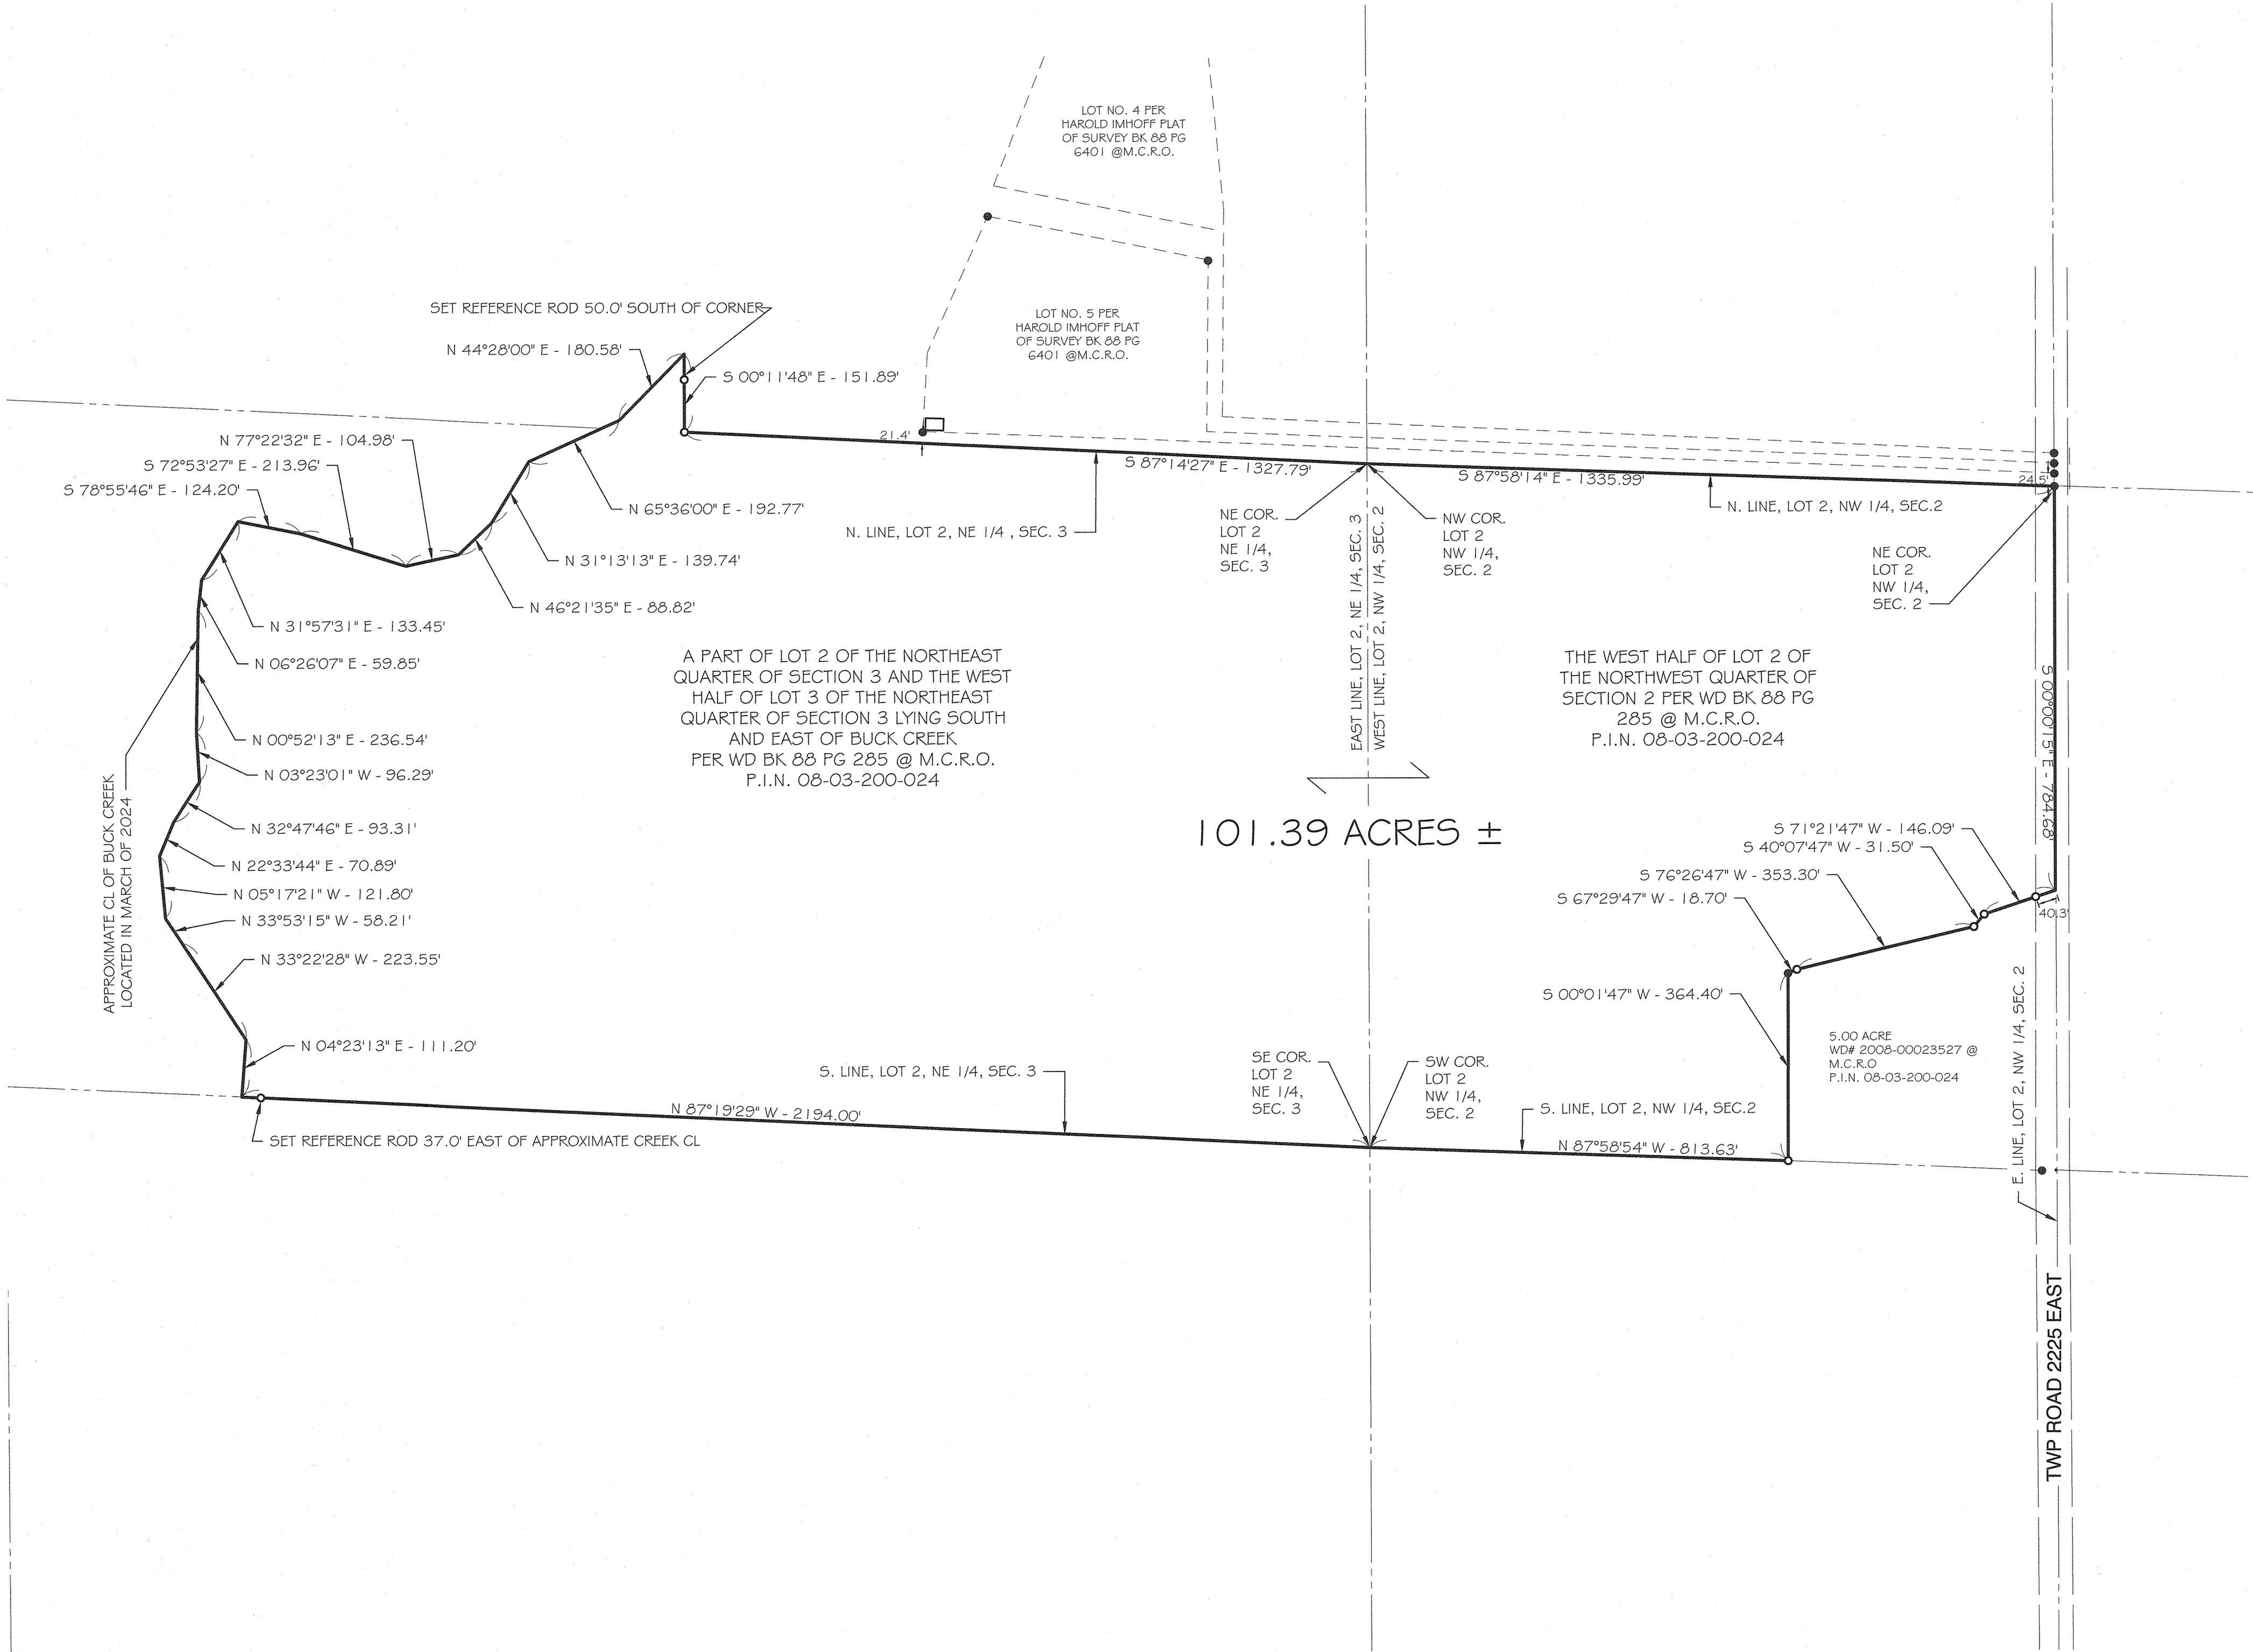 LOT NO. 4 PER
HAROLD IMHOFF PLAT
OF SURVEY BK 88 PG
6401 @M.C.R.O.
SET REFERENCE ROD 50.0' SOUTH OF CORNER
LOT NO. 5 PER
HAROLD IMHOFF PLAT
OF SURVEY BK 88 PG
6401 @M.C.R.O.
N 44°28'00" E - 180.58'
S 00°11'48" E - 151.89'
21.4'
N 77°22'32" E - 104.98'
S 72°53'27" E - 213.96'
S 78°55'46" E - 124.20'
S 87°14'27" E - 1327.79'
S 87°58'14" E - 1335.99'
24.5'
N 65°36'00" E - 192.77'
N. LINE, LOT 2, NE 1/4 , SEC. 3
NE COR.
LOT 2
NE 1/4,
SEC. 3
NW COR.
LOT 2
NW 1/4,
SEC. 2
N. LINE, LOT 2, NW 1/4, SEC.2
NE COR.
LOT 2
NW 1/4,
SEC. 2
N 31°13'13" E - 139.74'
N 46°21'35" E - 88.82'
N 31°57'31" E - 133.45'
N 06°26'07" E - 59.85'
EAST LINE, LOT 2, NE 1/4, SEC. 3
WEST LINE, LOT 2, NW 1/4, SEC. 2
A PART OF LOT 2 OF THE NORTHEAST
QUARTER OF SECTION 3 AND THE WEST
HALF OF LOT 3 OF THE NORTHEAST
QUARTER OF SECTION 3 LYING SOUTH
AND EAST OF BUCK CREEK
PER WD BK 88 PG 285 @ M.C.R.O.
P.I.N. 08-03-200-024
THE WEST HALF OF LOT 2 OF
THE NORTHWEST QUARTER OF
SECTION 2 PER WD BK 88 PG
285 @ M.C.R.O.
P.I.N. 08-03-200-024
S 00°00'15" E - 784.68'
N 00°52'13" E - 236.54'
N 03°23'01" W - 96.29'
APPROXIMATE CL OF BUCK CREEK
LOCATED IN MARCH OF 2024
N 32°47'46" E - 93.31'
N 22°33'44" E - 70.89'
N 05°17'21" W - 121.80'
N 33°53'15" W - 58.21'
N 33°22'28" W - 223.55'
N 04°23'13" E - 111.20'
101.39 ACRES ±
S 71°21'47" W - 146.09'
S 40°07'47" W - 31.50'
S 76°26'47" W - 353.30'
S 67°29'47" W - 18.70'
40.3'
S 00°01'47" W - 364.40'
5.00 ACRE
WD# 2008-00023527 @
M.C.R.O
P.I.N. 08-03-200-024
E. LINE, LOT 2, NW 1/4, SEC. 2
S. LINE, LOT 2, NE 1/4, SEC. 3
SE COR.
LOT 2
NE 1/4,
SEC. 3
SW COR.
LOT 2
NW 1/4,
SEC. 2
S. LINE, LOT 2, NW 1/4, SEC.2
N 87°19'29" W - 2194.00'
N 87°58'54" W - 813.63'
SET REFERENCE ROD 37.0' EAST OF APPROXIMATE CREEK CL
TWP ROAD 2225 EAST